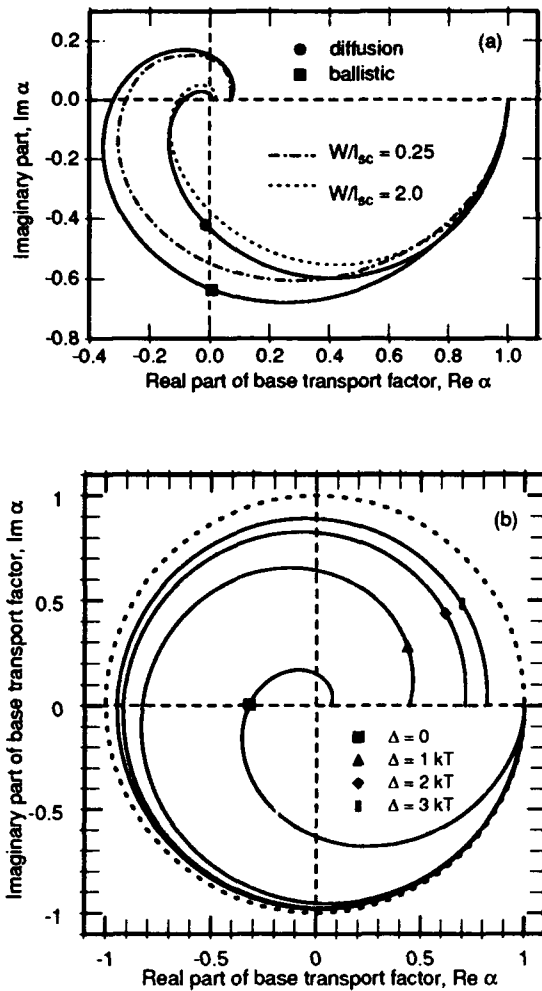 (a)
diffusion
ballistic
W/lsc = 0.25
W/lsc = 2.0
0.2
0.0
-0.2
-0.4
-0.6
-0.8
Imaginary part, Im α
-0.4 -0.2 0.0 0.2 0.4 0.6 0.8 1.0
Real part of base transport factor, Re α
(b)
1
0.5
0
-0.5
-1
Imaginary part of base transport factor, Im α
Δ = 0
Δ = 1 kT
Δ = 2 kT
Δ = 3 kT
-1 -0.5 0 0.5 1
Real part of base transport factor, Re α